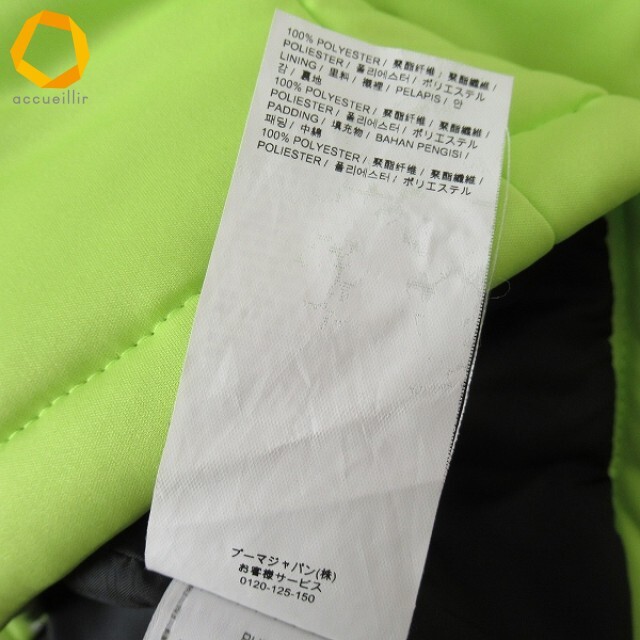 accueillir
100% POLYESTER / 聚酯纤维 / 聚酯纖維 /
POLIESTER / 폴리에스터 / ポリエステル
LINING / 里料 / 襯裡 / PELAPIS / 안
감 / 裏地
100% POLYESTER / 聚酯纤维 / 聚酯纖維 /
POLIESTER / 폴리에스터 / ポリエステル
PADDING / 填充物 / BAHAN PENGISI /
패딩 / 中綿
100% POLYESTER / 聚酯纤维 / 聚酯纖維 /
POLIESTER / 폴리에스터 / ポリエステル
プーマジャパン(株)
お客様サービス
0120-125-150